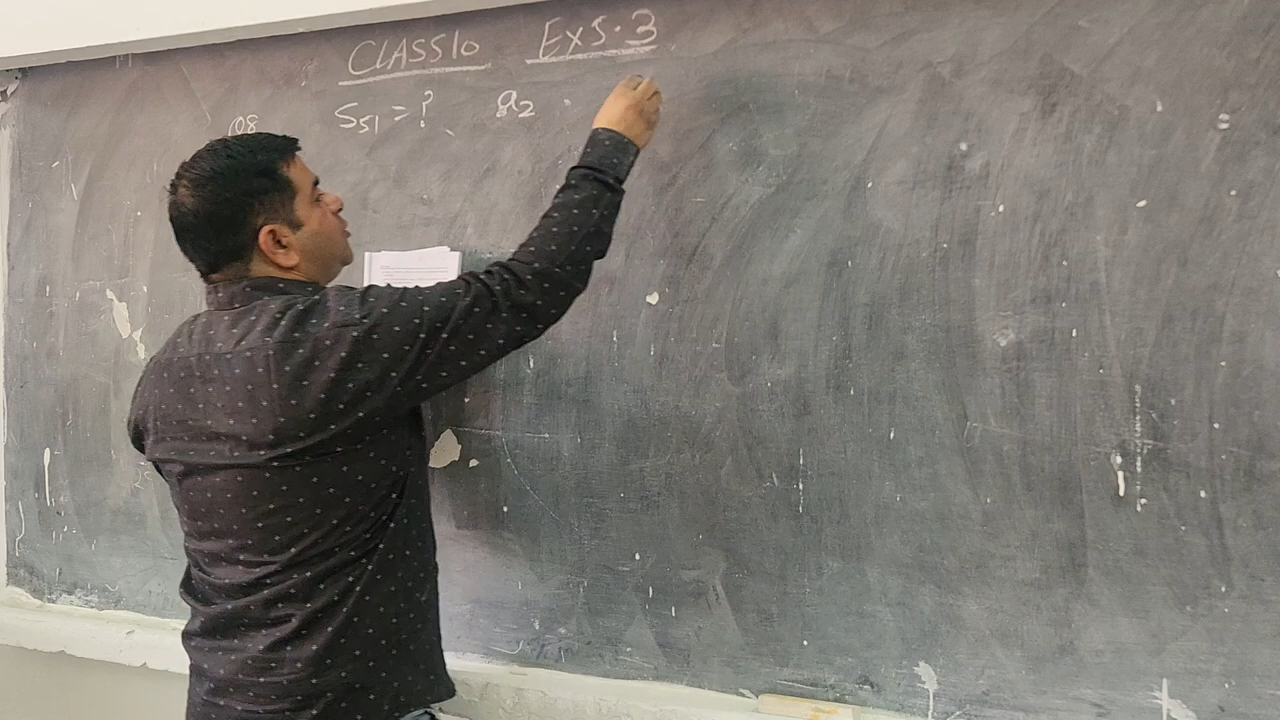 CLASS10 Ex5.3
Q8 S51 = ? a2